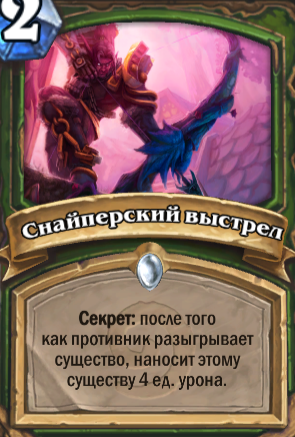 2
Снайперский выстрел
Секрет: после того
как противник разыгрывает
существо, наносит этому
существу 4 ед. урона.